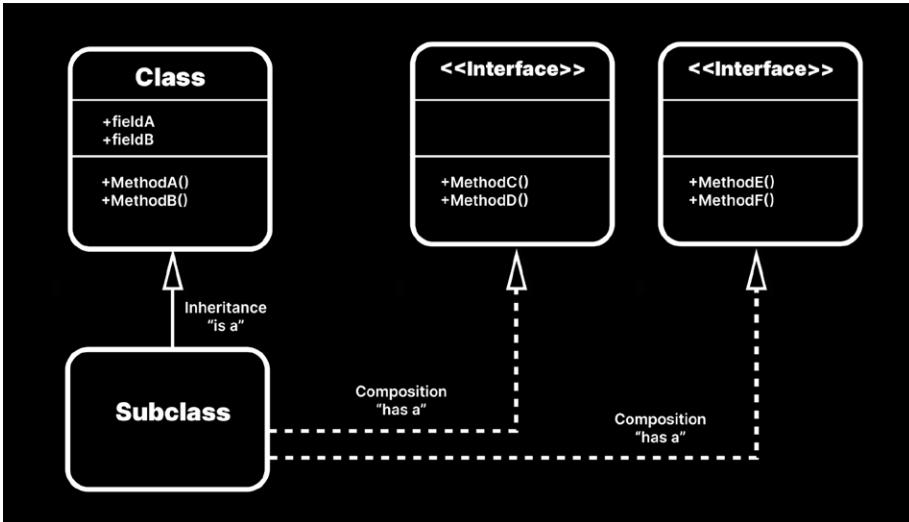 Class
+fieldA
+fieldB
+MethodA()
+MethodB()
<<Interface>>
+MethodC()
+MethodD()
<<Interface>>
+MethodE()
+MethodF()
Inheritance
“is a”
Subclass
Composition
“has a”
Composition
“has a”